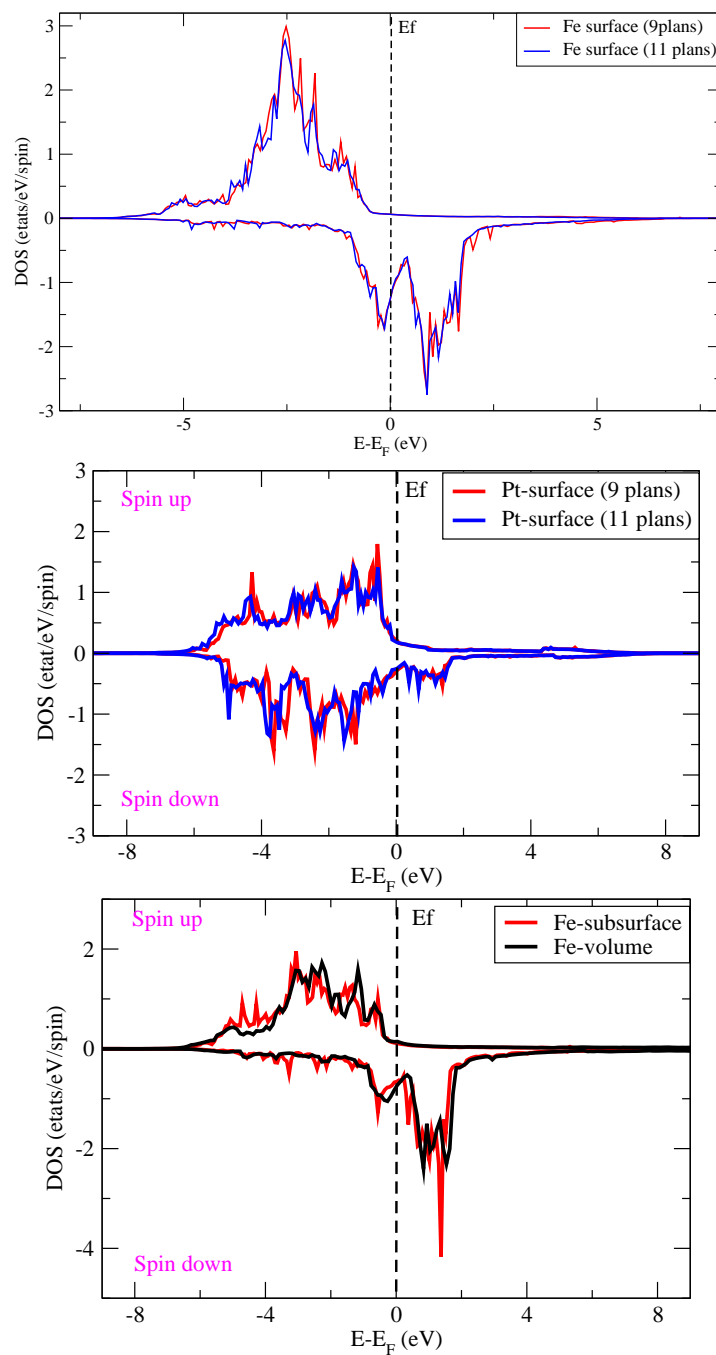 Ef
Fe surface (9plans)
Fe surface (11 plans)
3
2
1
0
-1
-2
-3
DOS (etats/eV/spin)
-5
0
5
E-E_F (eV)
Spin up
Ef
Pt-surface (9 plans)
Pt-surface (11 plans)
3
2
1
0
-1
-2
-3
DOS (etat/eV/spin)
Spin down
-8
-4
0
4
8
E-E_F (eV)
Spin up
Ef
Fe-subsurface
Fe-volume
2
0
-2
-4
DOS (etats/eV/spin)
Spin down
-8
-4
0
4
8
E-E_F (eV)